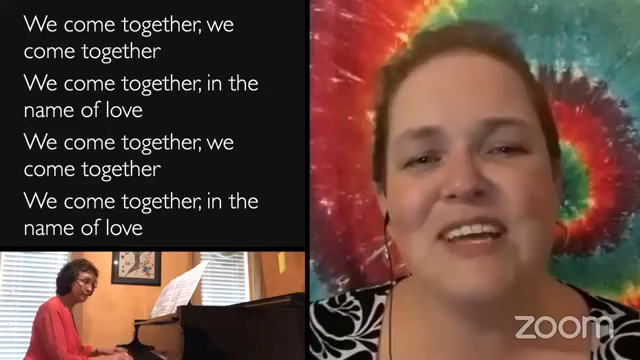 We come together, we
come together
We come together, in the
name of love
We come together, we
come together
We come together, in the
name of love
zoom